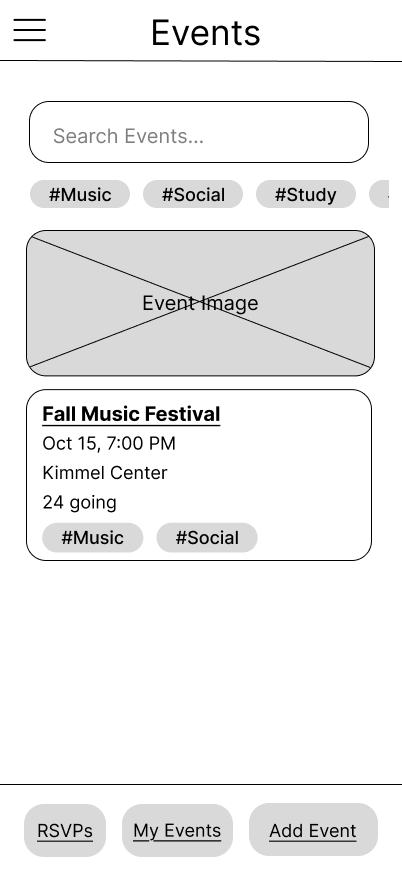 Events
Search Events...
#Music #Social #Study
Event Image
Fall Music Festival
Oct 15, 7:00 PM
Kimmel Center
24 going
#Music #Social
RSVPs My Events Add Event